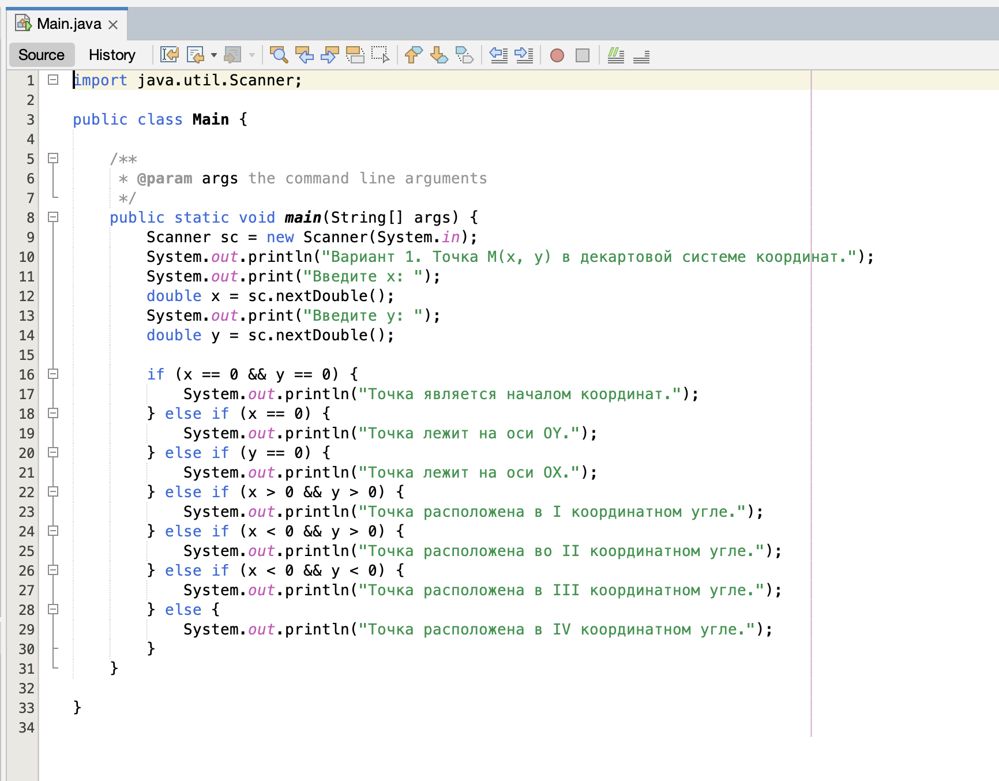 Main.java
Source History
1 import java.util.Scanner;
2
3 public class Main {
4
5     /**
6      * @param args the command line arguments
7      */
8     public static void main(String[] args) {
9         Scanner sc = new Scanner(System.in);
10         System.out.println("Вариант 1. Точка М(x, y) в декартовой системе координат.");
11         System.out.print("Введите x: ");
12         double x = sc.nextDouble();
13         System.out.print("Введите y: ");
14         double y = sc.nextDouble();
15
16         if (x == 0 && y == 0) {
17             System.out.println("Точка является началом координат.");
18         } else if (x == 0) {
19             System.out.println("Точка лежит на оси OY.");
20         } else if (y == 0) {
21             System.out.println("Точка лежит на оси OX.");
22         } else if (x > 0 && y > 0) {
23             System.out.println("Точка расположена в I координатном угле.");
24         } else if (x < 0 && y > 0) {
25             System.out.println("Точка расположена во II координатном угле.");
26         } else if (x < 0 && y < 0) {
27             System.out.println("Точка расположена в III координатном угле.");
28         } else {
29             System.out.println("Точка расположена в IV координатном угле.");
30         }
31     }
32
33 }
34